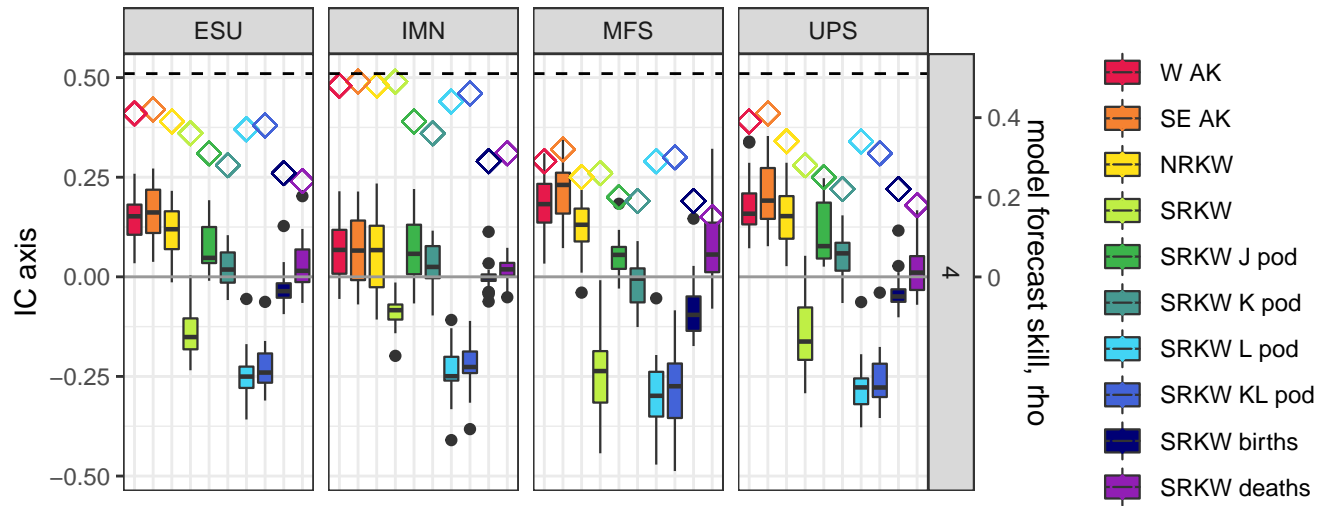 ESU IMN MFS UPS
IC axis
0.50
0.25
0.00
−0.25
−0.50
0.4
0.2
0
model forecast skill, rho
4
W AK
SE AK
NRKW
SRKW
SRKW J pod
SRKW K pod
SRKW L pod
SRKW KL pod
SRKW births
SRKW deaths